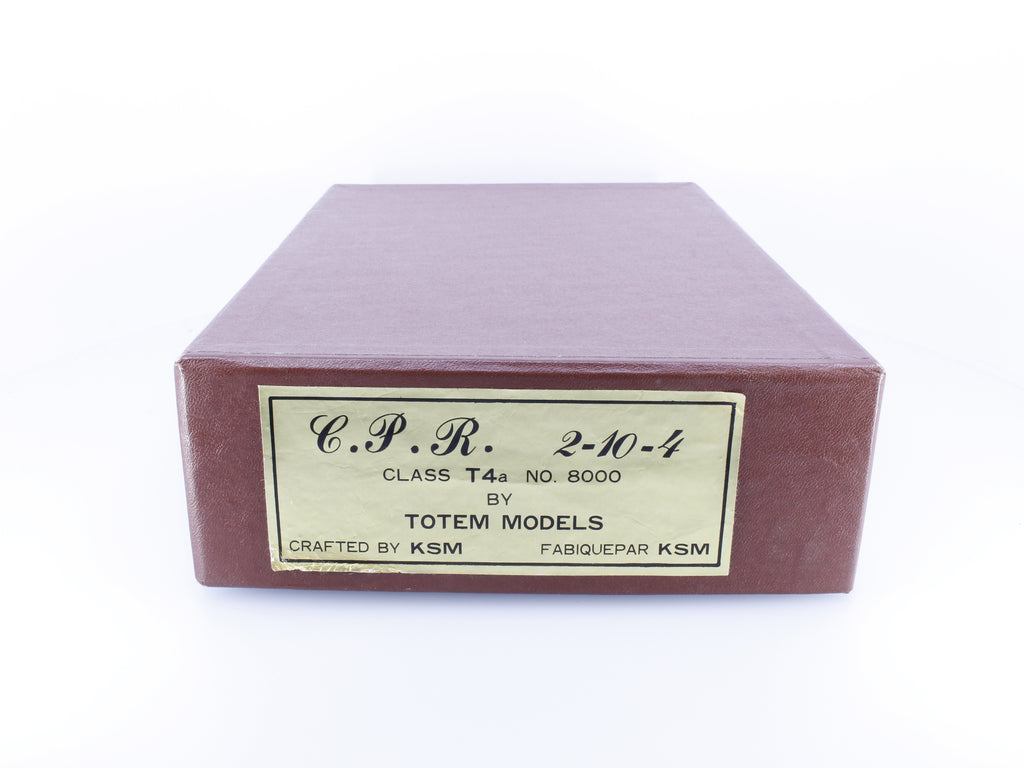 C.P.R. 2-10-4
CLASS T4a NO. 8000
BY
TOTEM MODELS
CRAFTED BY KSM FABIQUEPAR KSM